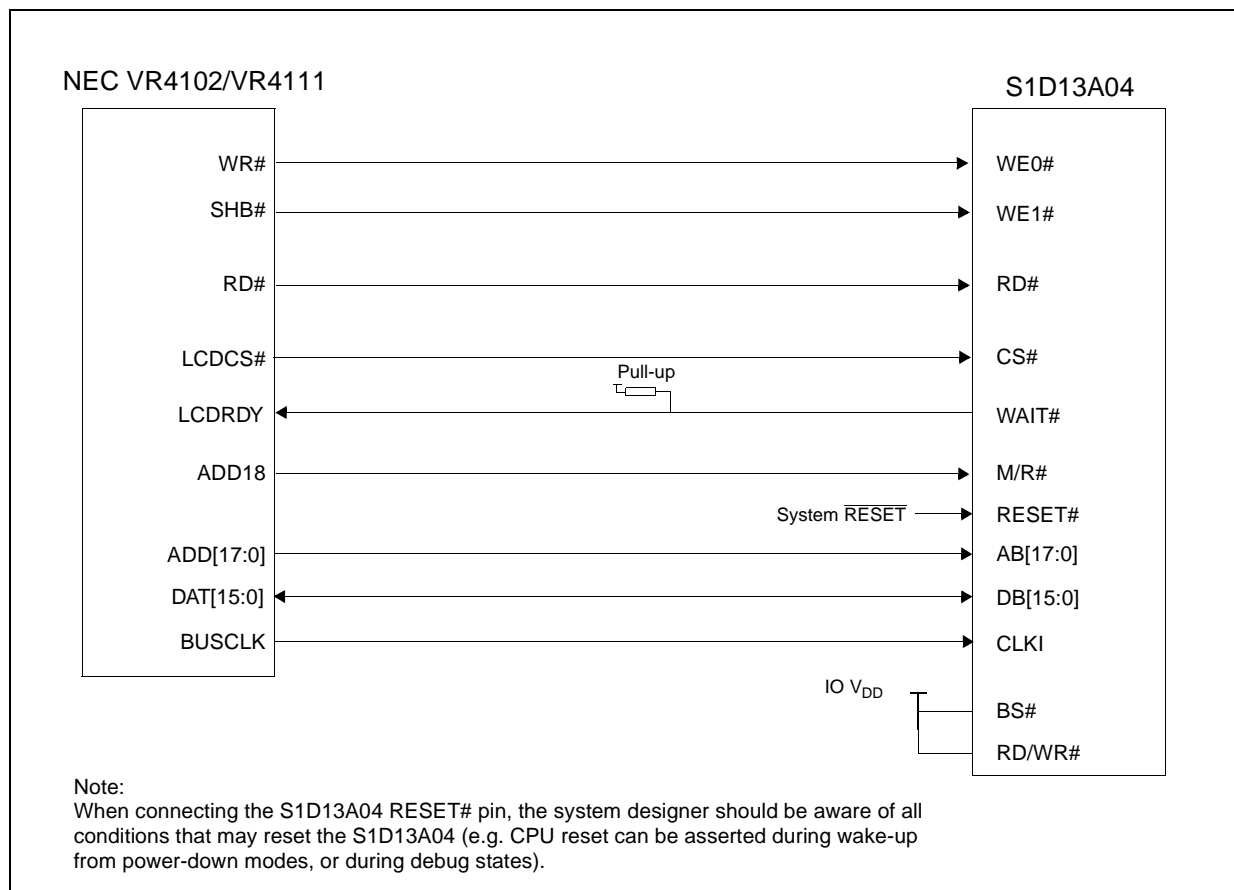 NEC VR4102/VR4111
S1D13A04
WR#
WE0#
SHB#
WE1#
RD#
RD#
LCDCS#
CS#
Pull-up
LCDRDY
WAIT#
ADD18
M/R#
System RESET
RESET#
ADD[17:0]
AB[17:0]
DAT[15:0]
DB[15:0]
BUSCLK
CLKI
IO VDD
BS#
RD/WR#
Note:
When connecting the S1D13A04 RESET# pin, the system designer should be aware of all
conditions that may reset the S1D13A04 (e.g. CPU reset can be asserted during wake-up
from power-down modes, or during debug states).